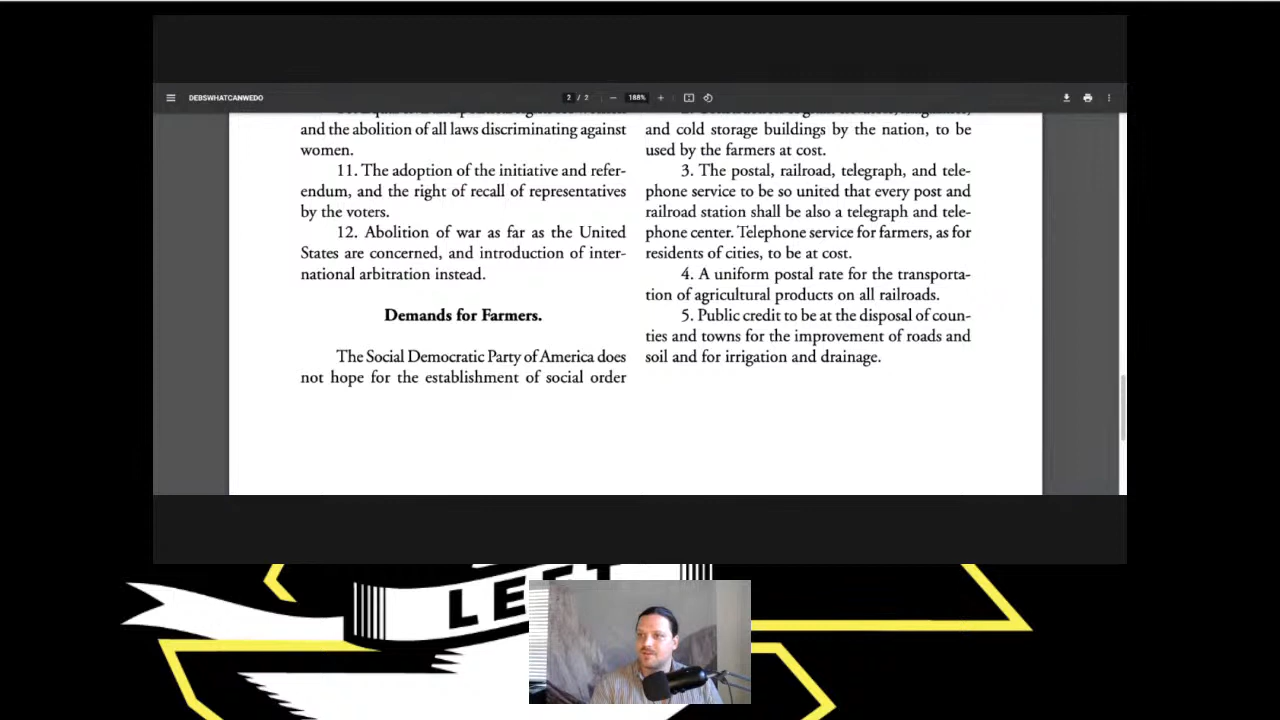 DEBSWHATCANWEDO
2 / 2
188%
and the abolition of all laws discriminating against
women.
11. The adoption of the initiative and refer-
endum, and the right of recall of representatives
by the voters.
12. Abolition of war as far as the United
States are concerned, and introduction of inter-
national arbitration instead.
Demands for Farmers.
The Social Democratic Party of America does
not hope for the establishment of social order
and cold storage buildings by the nation, to be
used by the farmers at cost.
3. The postal, railroad, telegraph, and tele-
phone service to be so united that every post and
railroad station shall be also a telegraph and tele-
phone center. Telephone service for farmers, as for
residents of cities, to be at cost.
4. A uniform postal rate for the transporta-
tion of agricultural products on all railroads.
5. Public credit to be at the disposal of coun-
ties and towns for the improvement of roads and
soil and for irrigation and drainage.
LEFT